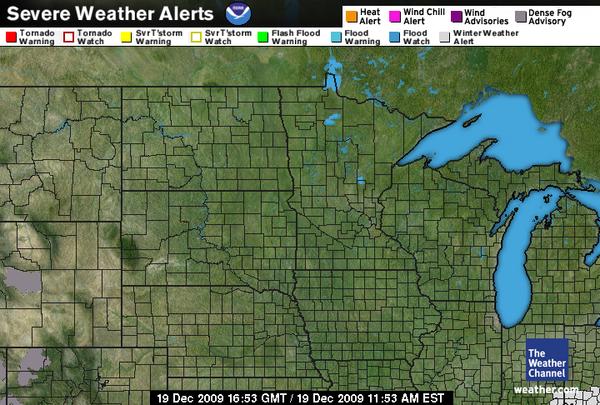 Severe Weather Alerts NOAA
Heat Alert
Wind Chill Alert
Wind Advisories
Dense Fog Advisory
Tornado Warning
Tornado Watch
SvrT'storm Warning
SvrT'storm Watch
Flash Flood Warning
Flood Warning
Flood Watch
Winter Weather Alert
The
Weather
Channel
weather.com
19 Dec 2009 16:53 GMT / 19 Dec 2009 11:53 AM EST